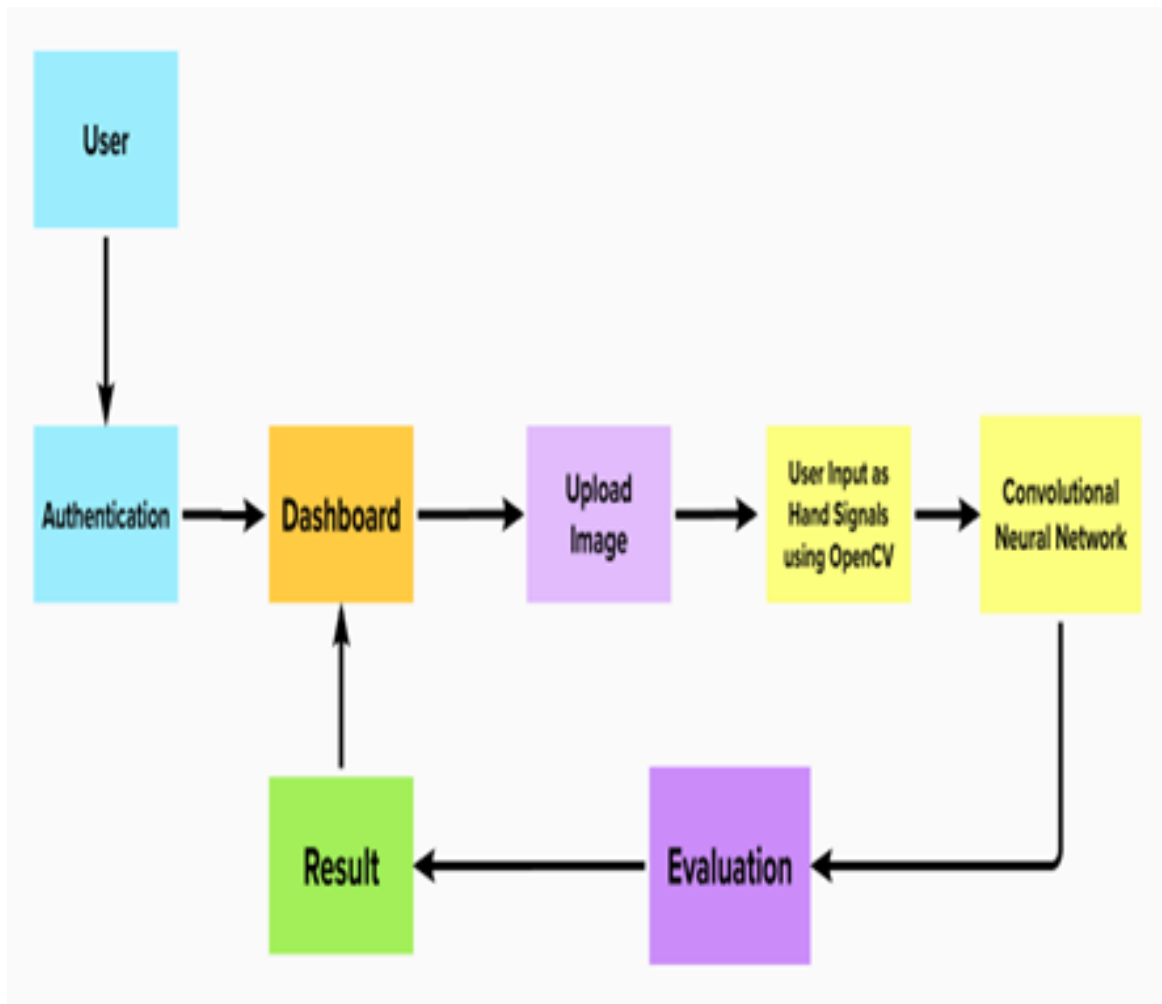 User
Authentication
Dashboard
Upload
Image
User Input as
Hand Signals
using OpenCV
Convolutional
Neural Network
Result
Evaluation